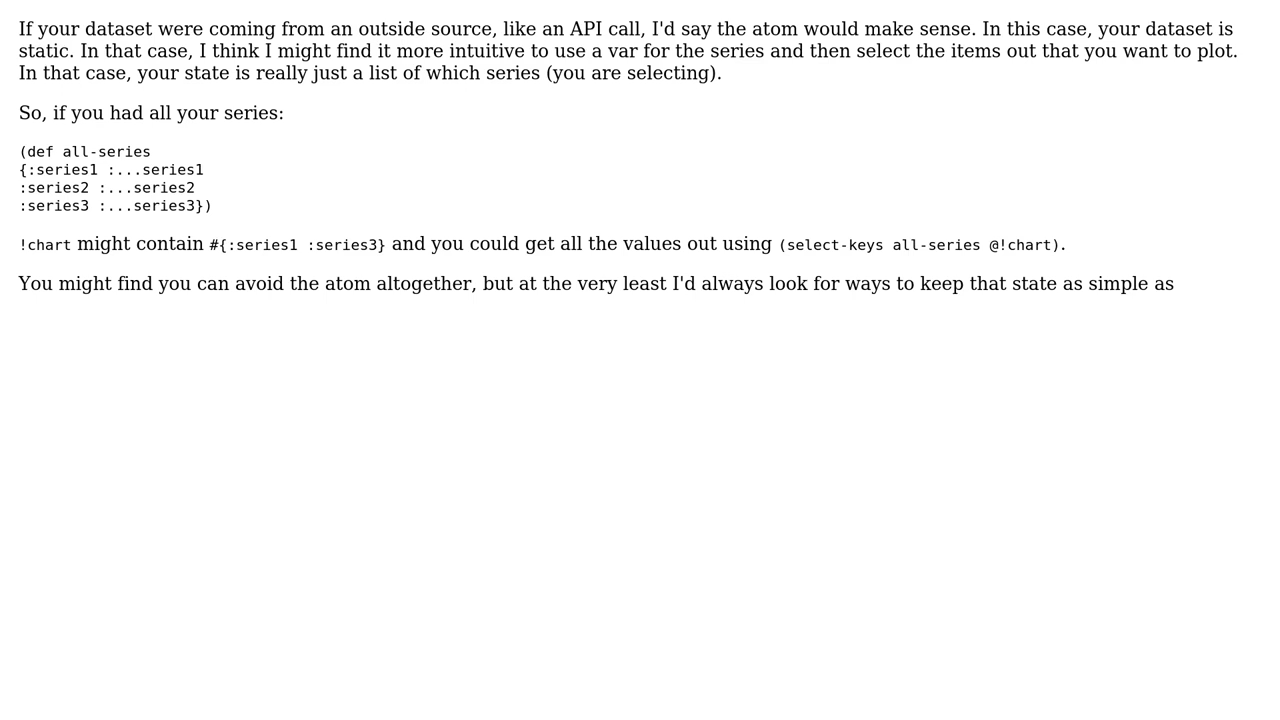 If your dataset were coming from an outside source, like an API call, I'd say the atom would make sense. In this case, your dataset is
static. In that case, I think I might find it more intuitive to use a var for the series and then select the items out that you want to plot.
In that case, your state is really just a list of which series (you are selecting).
So, if you had all your series:
(def all-series
{:series1 :...series1
:series2 :...series2
:series3 :...series3})
!chart might contain #{:series1 :series3} and you could get all the values out using (select-keys all-series @!chart).
You might find you can avoid the atom altogether, but at the very least I'd always look for ways to keep that state as simple as